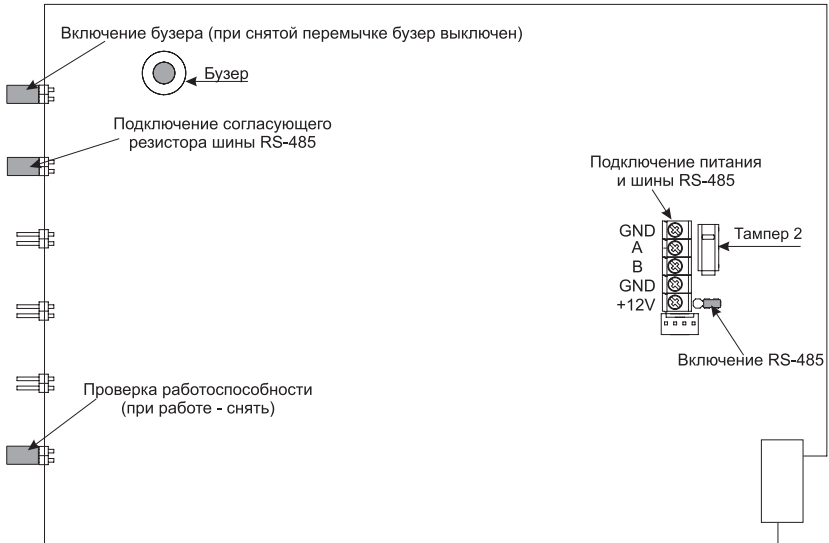 Включение бузера (при снятой перемычке бузер выключен)
Бузер
Подключение согласующего
резистора шины RS-485
Подключение питания
и шины RS-485
GND
A
B
GND
+12V
Тампер 2
Включение RS-485
Проверка работоспособности
(при работе - снять)